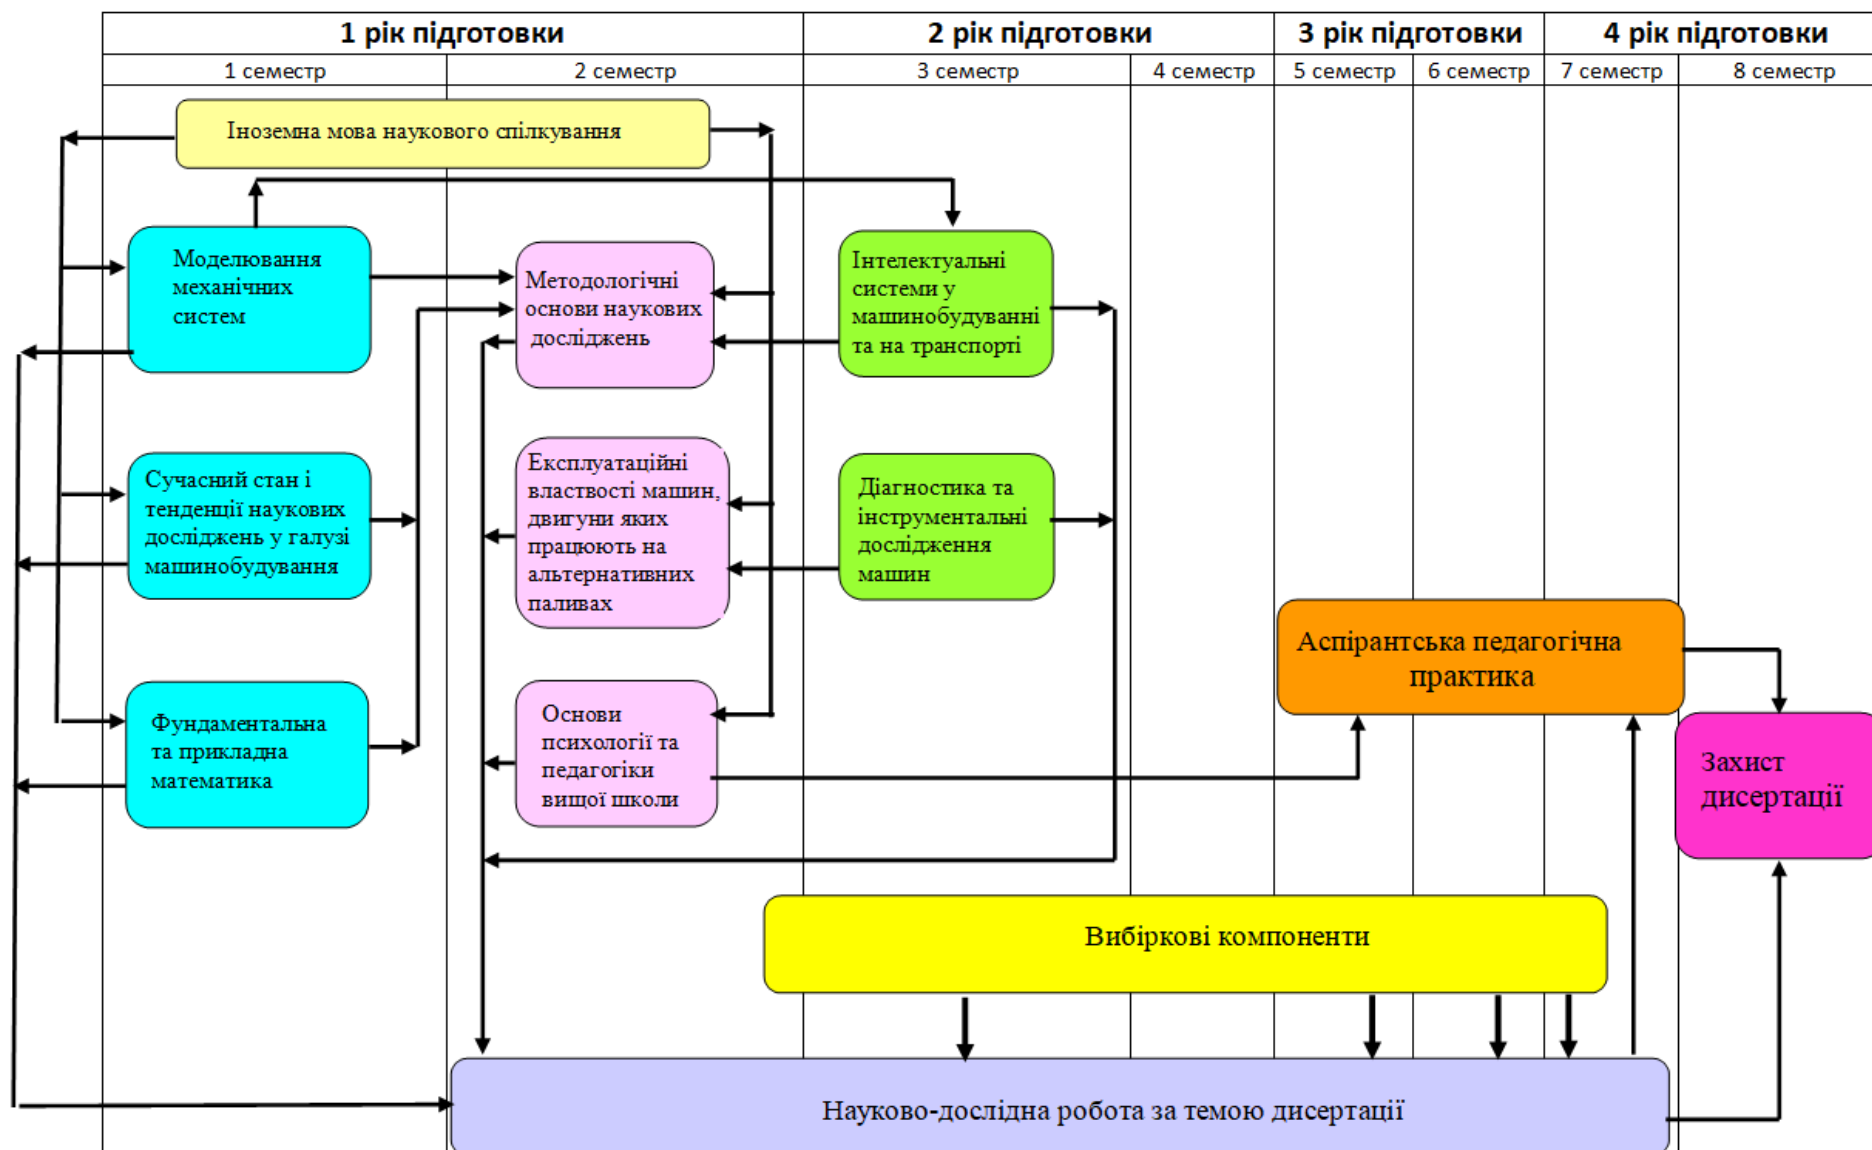 1 рік підготовки
2 рік підготовки
3 рік підготовки
4 рік підготовки
1 семестр
2 семестр
3 семестр
4 семестр
5 семестр
6 семестр
7 семестр
8 семестр
Іноземна мова наукового спілкування
Моделювання
механічних
систем
Методологічні
основи наукових
досліджень
Інтелектуальні
системи у
машинобудуванні
та на транспорті
Сучасний стан і
тенденції наукових
досліджень у галузі
машинобудування
Експлуатаційні
властвості машин,
двигуни яких
працюють на
альтернативних
паливах
Діагностика та
інструментальні
дослідження
машин
Аспірантська педагогічна
практика
Фундаментальна
та прикладна
математика
Основи
психології та
педагогіки
вищої школи
Захист
дисертації
Вибіркові компоненти
Науково-дослідна робота за темою дисертації